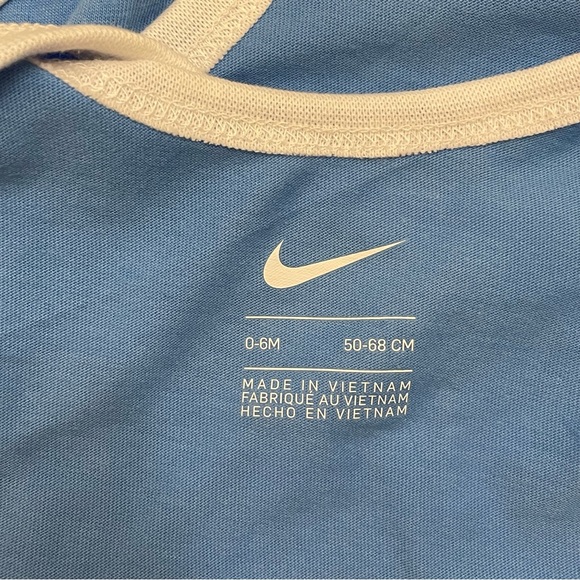 0-6M 50-68 CM
MADE IN VIETNAM
FABRIQUÉ AU VIETNAM
HECHO EN VIETNAM